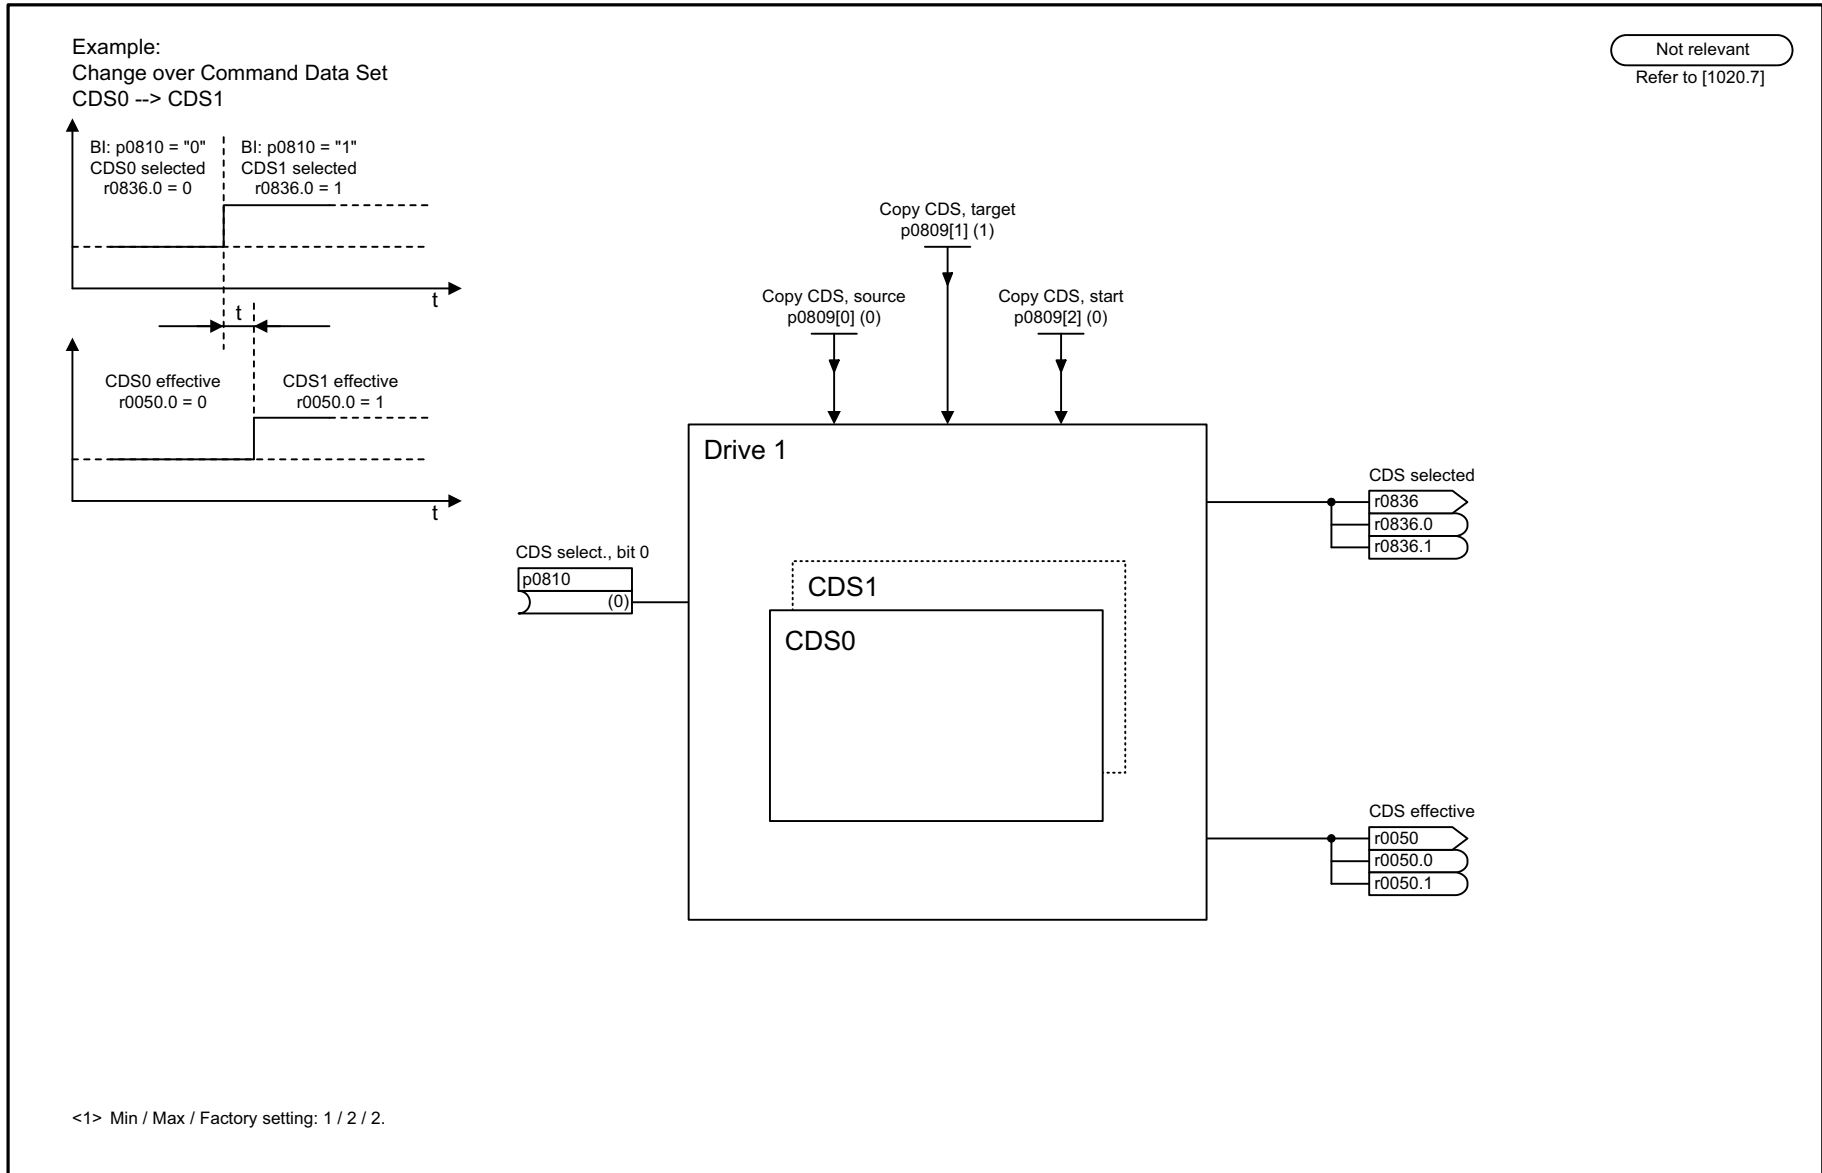 Example:
Change over Command Data Set
CDS0 --> CDS1
Not relevant
Refer to [1020.7]
BI: p0810 = "0"
CDS0 selected
r0836.0 = 0
BI: p0810 = "1"
CDS1 selected
r0836.0 = 1
t
t
CDS0 effective
r0050.0 = 0
CDS1 effective
r0050.0 = 1
t
Copy CDS, target
p0809[1] (1)
Copy CDS, source
p0809[0] (0)
Copy CDS, start
p0809[2] (0)
Drive 1
CDS select., bit 0
p0810
(0)
CDS1
CDS0
CDS selected
r0836
r0836.0
r0836.1
CDS effective
r0050
r0050.0
r0050.1
<1> Min / Max / Factory setting: 1 / 2 / 2.